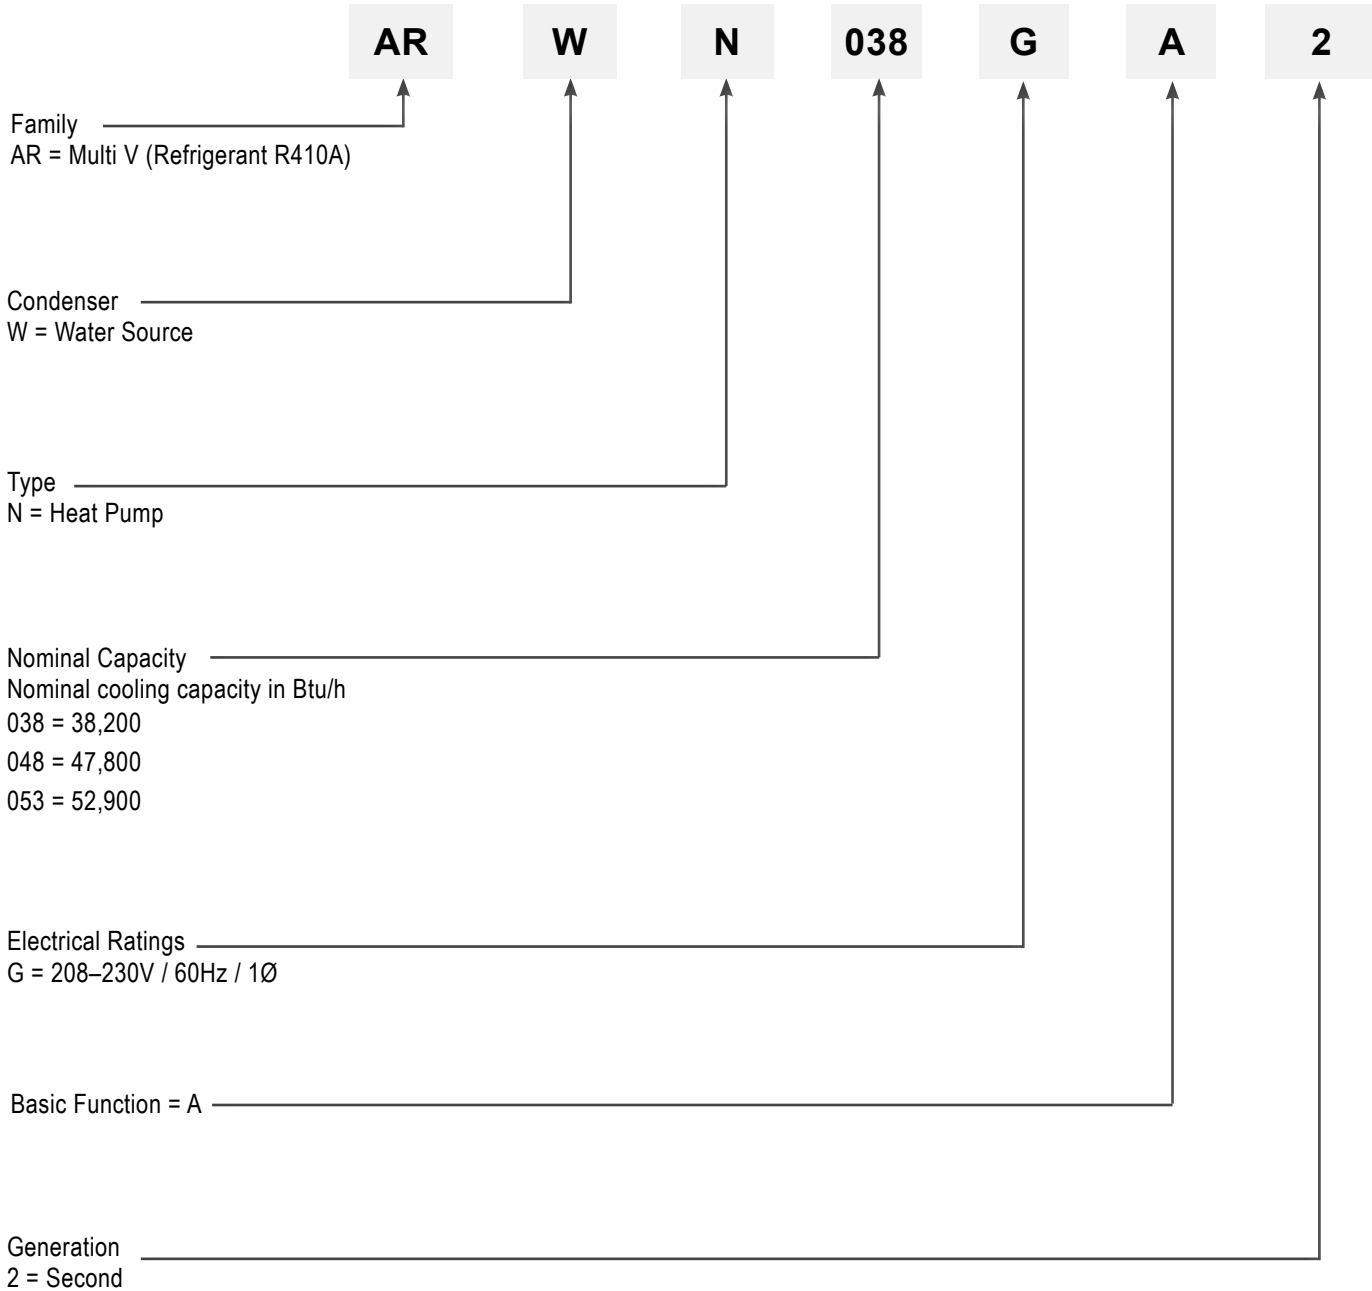 AR W N 038 G A 2
Family
AR = Multi V (Refrigerant R410A)
Condenser
W = Water Source
Type
N = Heat Pump
Nominal Capacity
Nominal cooling capacity in Btu/h
038 = 38,200
048 = 47,800
053 = 52,900
Electrical Ratings
G = 208–230V / 60Hz / 1Ø
Basic Function = A
Generation
2 = Second